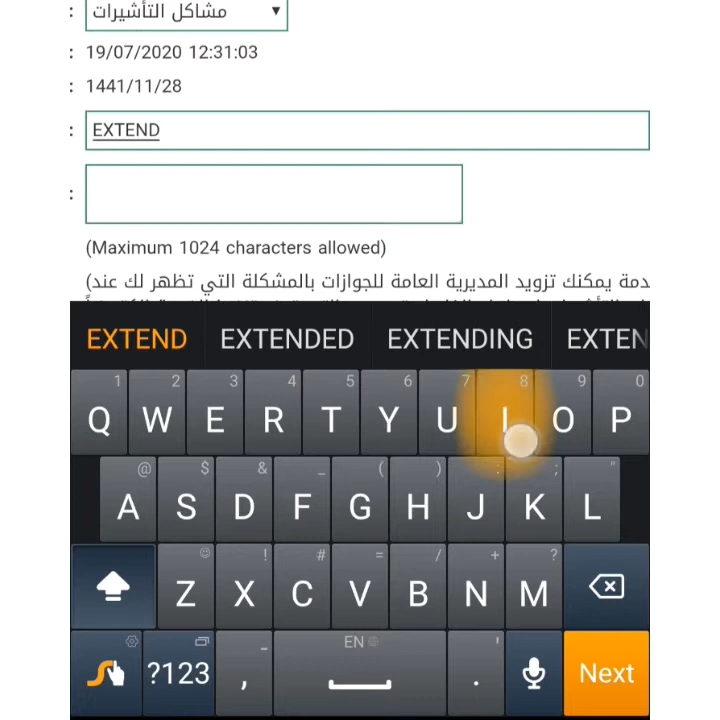 : مشاكل التأشيرات ▼
: 19/07/2020 12:31:03
: 1441/11/28
: EXTEND
:
(Maximum 1024 characters allowed)
دمة يمكنك تزويد المديرية العامة للجوازات بالمشكلة التي تظهر لك عند)
EXTEND EXTENDED EXTENDING EXTEN
1 2 3 4 5 6 7 8 9 0
Q W E R T Y U I O P
@ $ & _ ( ) : ; "
A S D F G H J K L
! # = / + ?
Z X C V B N M
?123 , _ EN . ' Next